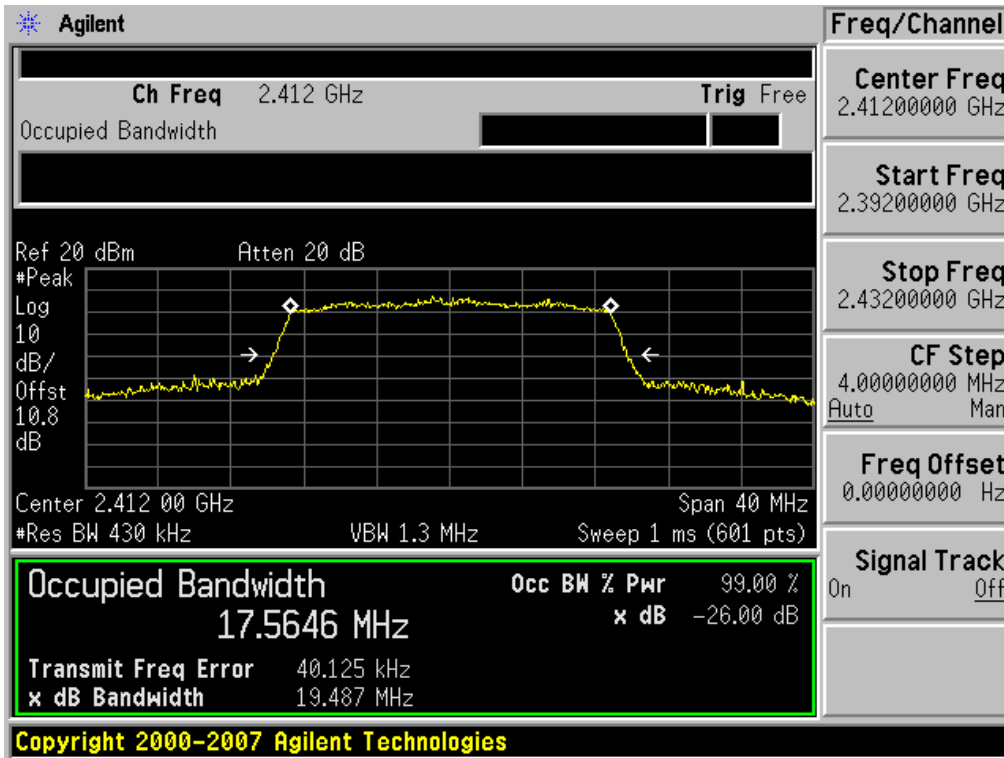 Agilent
Ch Freq 2.412 GHz Trig Free
Occupied Bandwidth
Ref 20 dBm Atten 20 dB
#Peak
Log
10
dB/
Offst
10.8
dB
Center 2.412 00 GHz Span 40 MHz
#Res BW 430 kHz VBW 1.3 MHz Sweep 1 ms (601 pts)
Occupied Bandwidth
17.5646 MHz
Occ BW % Pwr 99.00 %
x dB -26.00 dB
Transmit Freq Error 40.125 kHz
x dB Bandwidth 19.487 MHz
Copyright 2000-2007 Agilent Technologies
Freq/Channel
Center Freq
2.41200000 GHz
Start Freq
2.39200000 GHz
Stop Freq
2.43200000 GHz
CF Step
4.00000000 MHz
Auto Man
Freq Offset
0.00000000 Hz
Signal Track
On Off